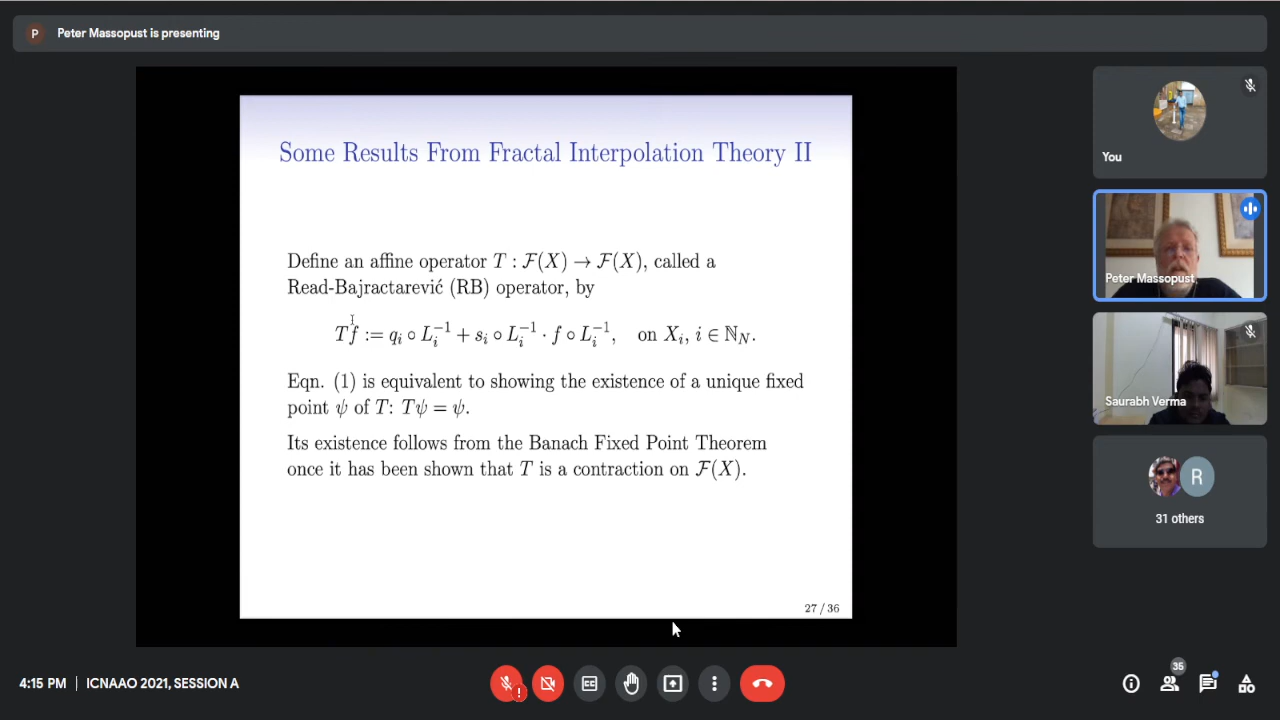 P Peter Massopust is presenting
Some Results From Fractal Interpolation Theory II
Define an affine operator T : ℱ(X) → ℱ(X), called a
Read-Bajractarević (RB) operator, by
Tf := qᵢ ∘ Lᵢ⁻¹ + sᵢ ∘ Lᵢ⁻¹ · f ∘ Lᵢ⁻¹, on Xᵢ, i ∈ ℕ_N.
Eqn. (1) is equivalent to showing the existence of a unique fixed
point ψ of T: Tψ = ψ.
Its existence follows from the Banach Fixed Point Theorem
once it has been shown that T is a contraction on ℱ(X).
27 / 36
You
Peter Massopust
Saurabh Verma
R
31 others
4:15 PM | ICNAAO 2021, SESSION A
!
CC
35